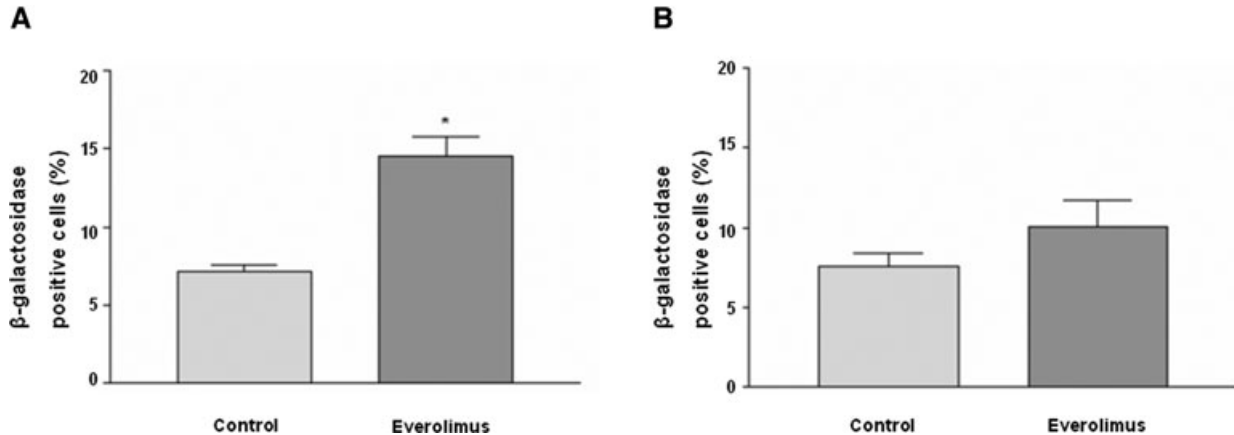 A
β-galactosidase
positive cells (%)
20
15
10
5
0
*
Control
Everolimus
B
β-galactosidase
positive cells (%)
20
15
10
5
0
Control
Everolimus